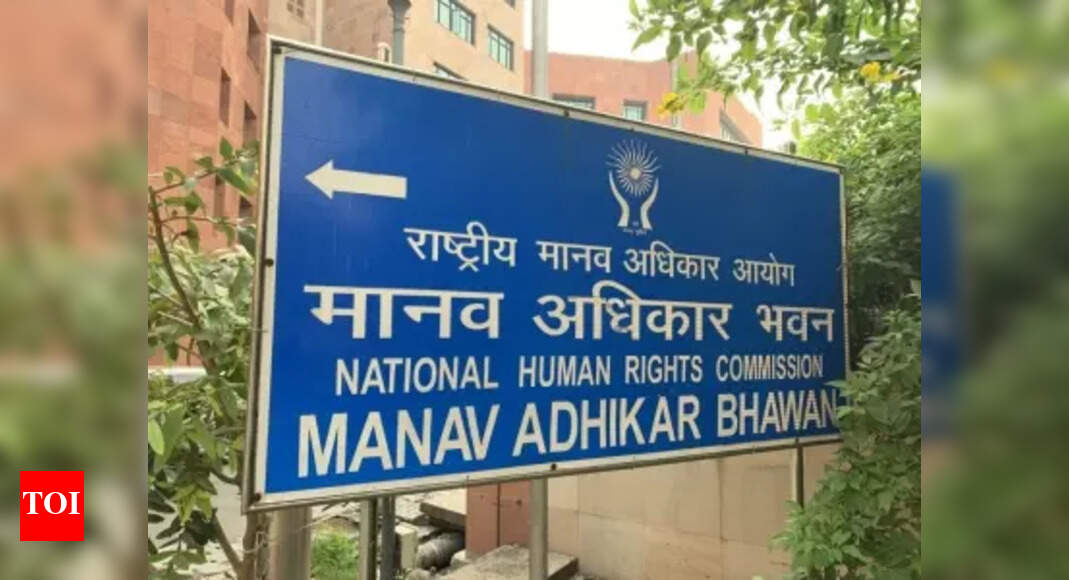 राष्ट्रीय मानव अधिकार आयोग
मानव अधिकार भवन
NATIONAL HUMAN RIGHTS COMMISSION
MANAV ADHIKAR BHAWAN
TOI